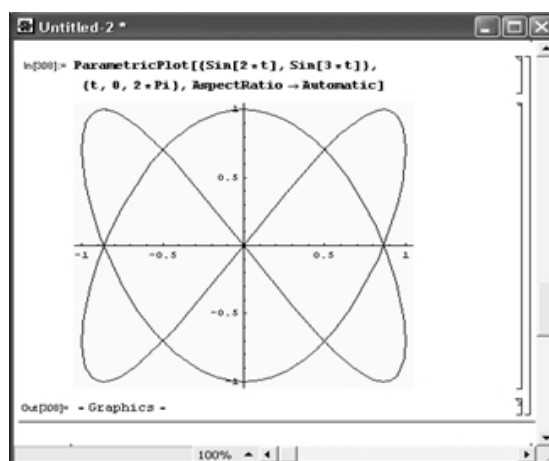 Untitled-2 *
In[308]:= ParametricPlot[{Sin[2*t], Sin[3*t]},
{t, 0, 2*Pi}, AspectRatio → Automatic]
1
0.5
-1 -0.5 0.5 1
-0.5
-1
Out[308]= - Graphics -
100%